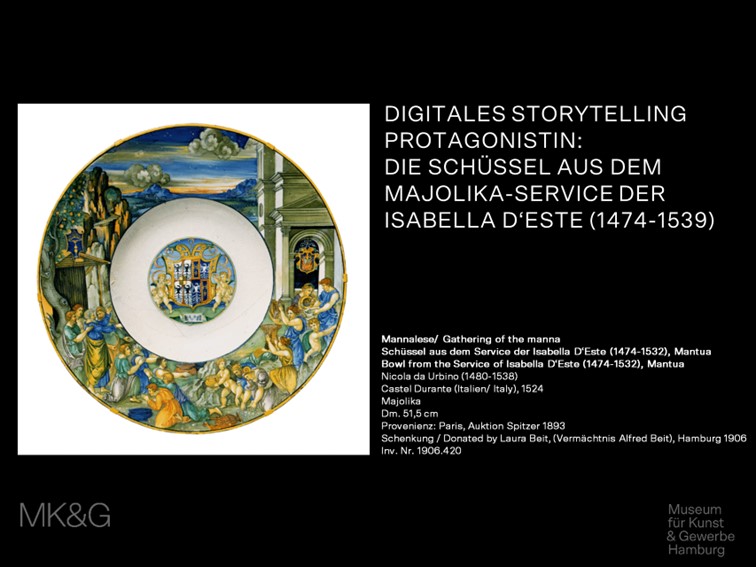 DIGITALES STORYTELLING
PROTAGONISTIN:
DIE SCHÜSSEL AUS DEM
MAJOLIKA-SERVICE DER
ISABELLA D‘ESTE (1474-1539)
Mannalese/ Gathering of the manna
Schüssel aus dem Service der Isabella D‘Este (1474-1532), Mantua
Bowl from the Service of Isabella D‘Este (1474-1532), Mantua
Nicola da Urbino (1480-1538)
Castel Durante (Italien/ Italy), 1524
Majolika
Dm. 51,5 cm
Provenienz: Paris, Auktion Spitzer 1893
Schenkung / Donated by Laura Beit, (Vermächtnis Alfred Beit), Hamburg 1906
Inv. Nr. 1906.420
MK&G
Museum
für Kunst
& Gewerbe
Hamburg